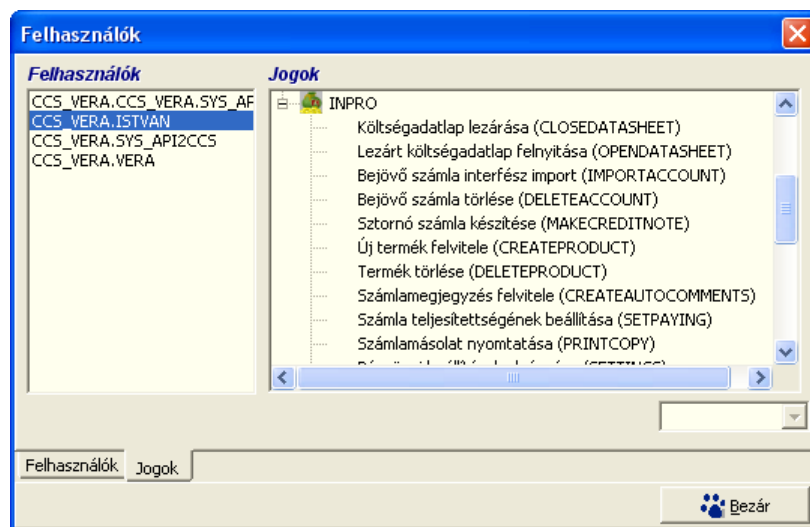 Felhasználók
Felhasználók
Jogok
CCS_VERA.CCS_VERA.SYS_AF
CCS_VERA.ISTVAN
CCS_VERA.SYS_API2CCS
CCS_VERA.VERA
INPRO
Költségadatlap lezárása (CLOSEDATASHEET)
Lezárt költségadatlap felnyitása (OPENDATASHEET)
Bejövő számla interfész import (IMPORTACCOUNT)
Bejövő számla törlése (DELETEACCOUNT)
Sztornó számla készítése (MAKECREDITNOTE)
Új termék felvitele (CREATEPRODUCT)
Termék törlése (DELETEPRODUCT)
Számlamegjegyzés felvitele (CREATEAUTOCOMMENTS)
Számla teljesítettségének beállítása (SETPAYING)
Számlamásolat nyomtatása (PRINTCOPY)
Felhasználók
Jogok
Bezár